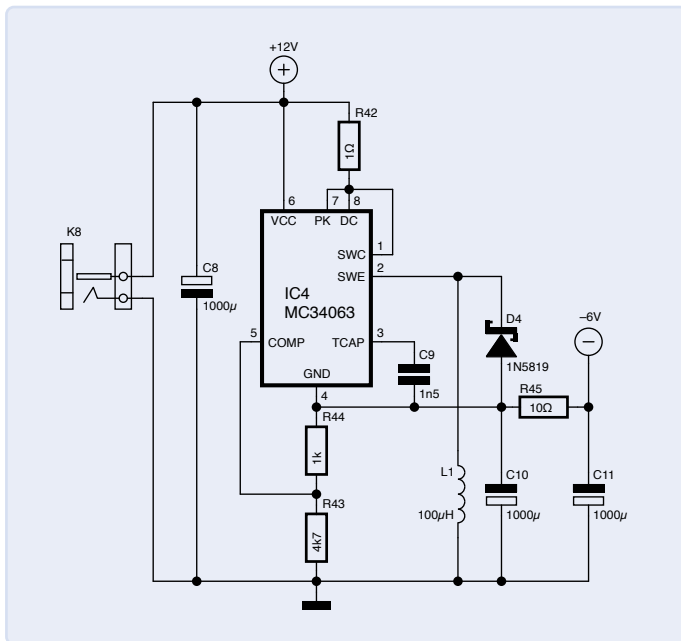 +12V
R42
1Ω
6
7
8
VCC
PK
DC
K8
SWC
1
SWE
2
C8
1000µ
IC4
MC34063
D4
1N5819
–6V
5
COMP
TCAP
3
C9
1n5
GND
4
R45
10Ω
R44
1k
R43
4k7
L1
100µH
C10
1000µ
C11
1000µ